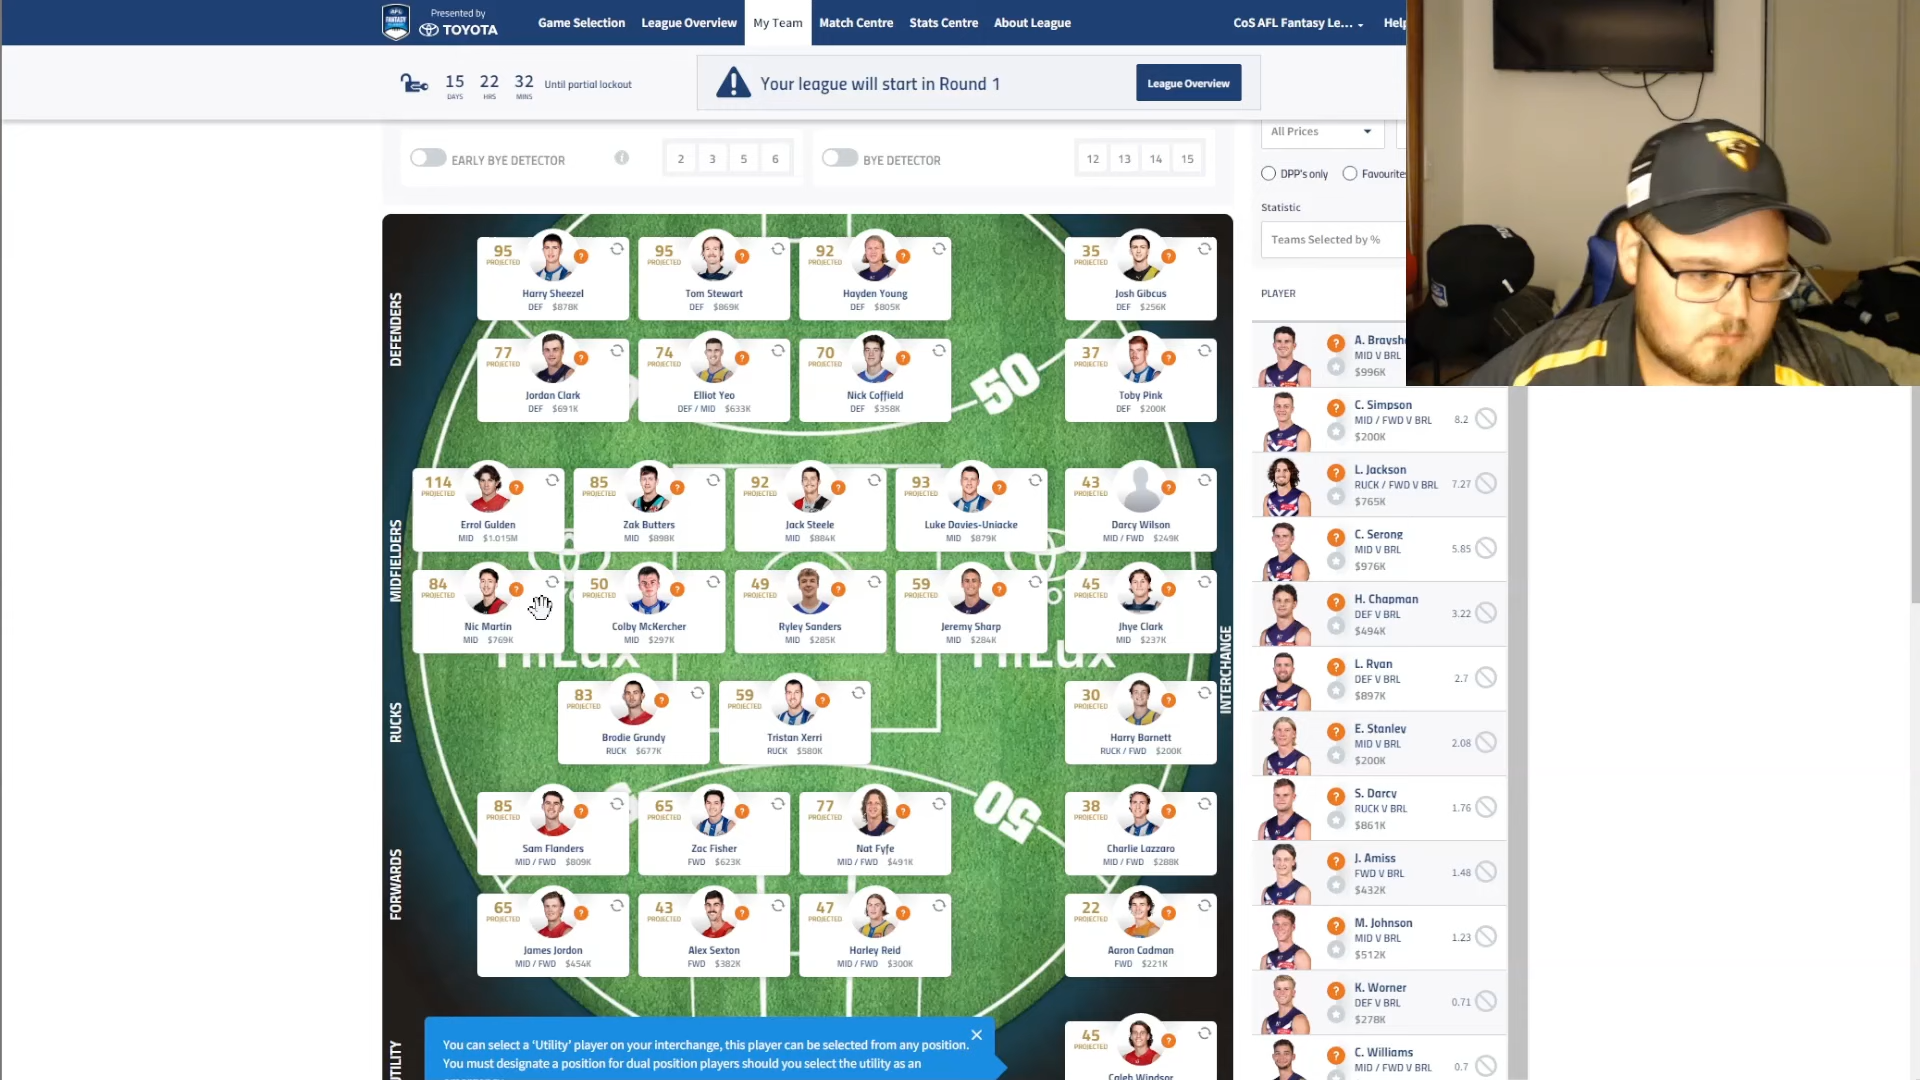 AFL
FANTASY
Presented by
TOYOTA
Game Selection
League Overview
My Team
Match Centre
Stats Centre
About League
CoS AFL Fantasy Le...
Help
15 22 32
DAYS HRS MINS
Until partial lockout
Your league will start in Round 1
League Overview
EARLY BYE DETECTOR
2 3 5 6
BYE DETECTOR
12 13 14 15
All Prices
DPP's only
Favourites
Statistic
Teams Selected by %
PLAYER
DEFENDERS
95 PROJECTED
Harry Sheezel
DEF $878K
95 PROJECTED
Tom Stewart
DEF $869K
92 PROJECTED
Hayden Young
DEF $805K
35 PROJECTED
Josh Gibcus
DEF $256K
77 PROJECTED
Jordan Clark
DEF $691K
74 PROJECTED
Elliot Yeo
DEF / MID $633K
70 PROJECTED
Nick Coffield
DEF $358K
37 PROJECTED
Toby Pink
DEF $200K
50
MIDFIELDERS
114 PROJECTED
Errol Gulden
MID $1.015M
85 PROJECTED
Zak Butters
MID $898K
92 PROJECTED
Jack Steele
MID $884K
93 PROJECTED
Luke Davies-Uniacke
MID $879K
43 PROJECTED
Darcy Wilson
MID / FWD $249K
84 PROJECTED
Nic Martin
MID $769K
50 PROJECTED
Colby McKercher
MID $297K
49 PROJECTED
Ryley Sanders
MID $285K
59 PROJECTED
Jeremy Sharp
MID $284K
45 PROJECTED
Jhye Clark
MID $237K
HiLux
HiLux
INTERCHANGE
RUCKS
83 PROJECTED
Brodie Grundy
RUCK $677K
59 PROJECTED
Tristan Xerri
RUCK $580K
30 PROJECTED
Harry Barnett
RUCK / FWD $200K
50
FORWARDS
85 PROJECTED
Sam Flanders
MID / FWD $809K
65 PROJECTED
Zac Fisher
FWD $623K
77 PROJECTED
Nat Fyfe
MID / FWD $491K
38 PROJECTED
Charlie Lazzaro
MID / FWD $288K
65 PROJECTED
James Jordon
MID / FWD $454K
43 PROJECTED
Alex Sexton
FWD $382K
47 PROJECTED
Harley Reid
MID / FWD $300K
22 PROJECTED
Aaron Cadman
FWD $221K
UTILITY
You can select a 'Utility' player on your interchange, this player can be selected from any position.
You must designate a position for dual position players should you select the utility as an
45 PROJECTED
Caleb Windsor
A. Braysh
MID V BRL
$996K
C. Simpson
MID / FWD V BRL 8.2
$200K
L. Jackson
RUCK / FWD V BRL 7.27
$765K
C. Serong
MID V BRL 5.85
$976K
H. Chapman
DEF V BRL 3.22
$494K
L. Ryan
DEF V BRL 2.7
$897K
E. Stanley
MID V BRL 2.08
$200K
S. Darcy
RUCK V BRL 1.76
$861K
J. Amiss
FWD V BRL 1.48
$432K
M. Johnson
MID V BRL 1.23
$512K
K. Worner
DEF V BRL 0.71
$278K
C. Williams
MID / FWD V BRL 0.7